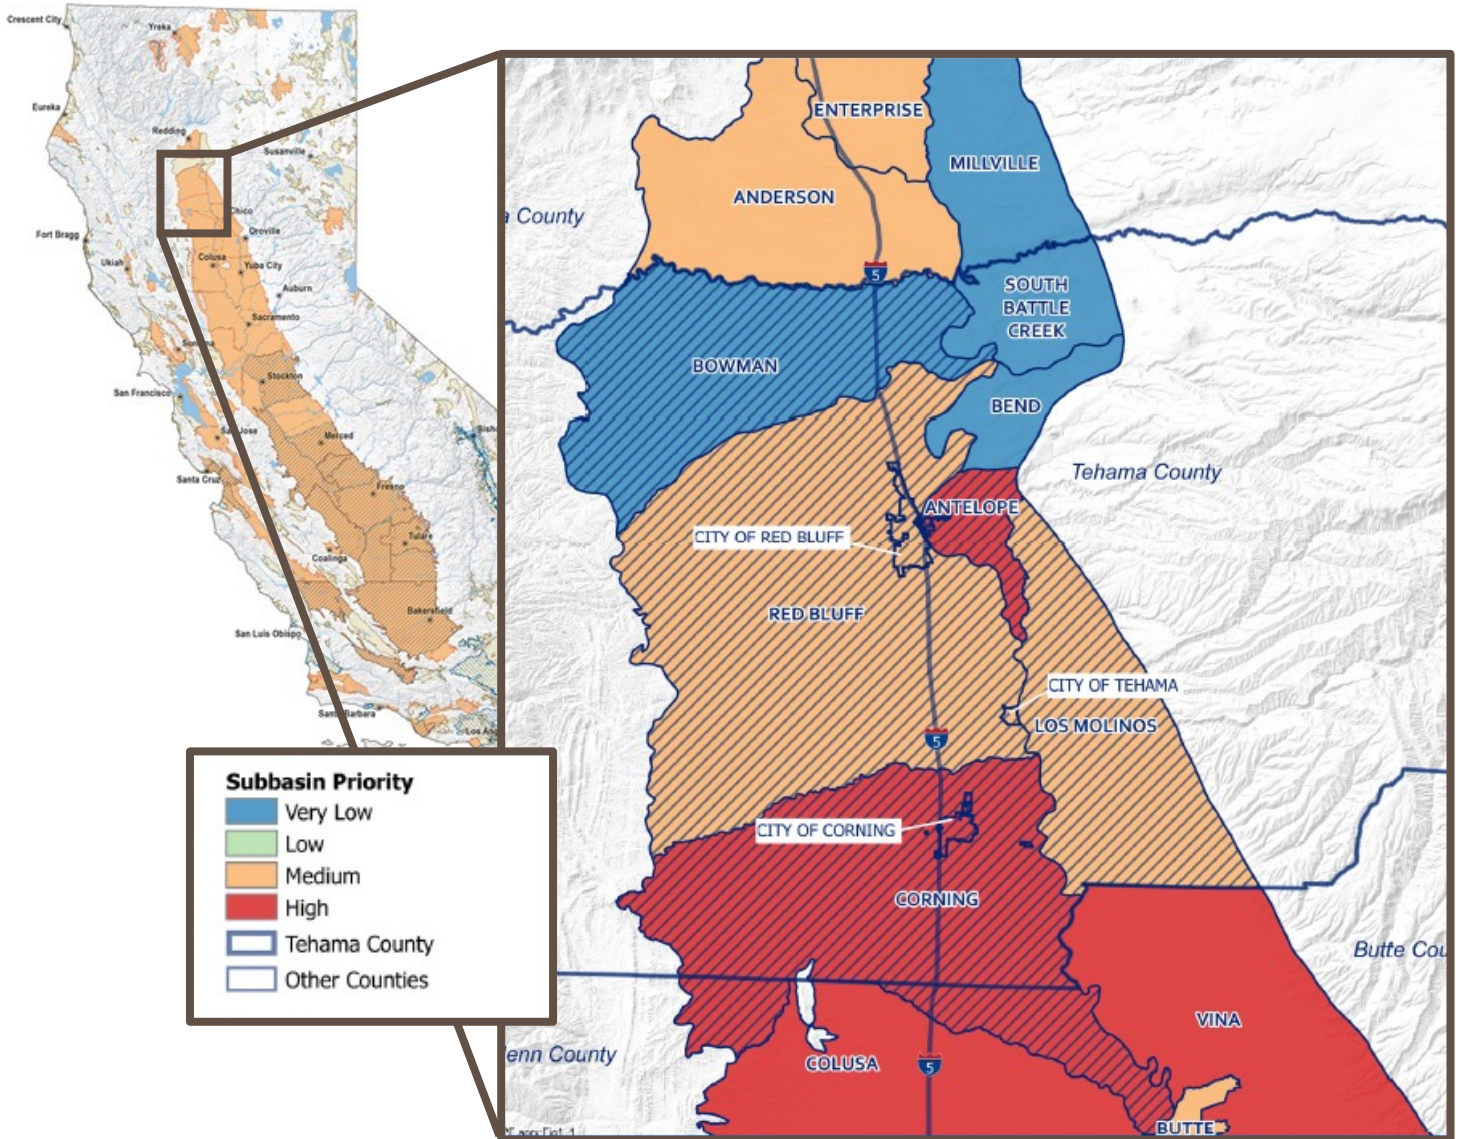 Crescent City
Yreka
Eureka
Redding
Susanville
Chico
Fort Bragg
Oroville
Ukiah
Colusa
Yuba City
Auburn
Sacramento
Stockton
San Francisco
Merced
Santa Cruz
Fresno
Tulare
Coalinga
Bakersfield
San Luis Obispo
ENTERPRISE
MILLVILLE
ANDERSON
County
5
SOUTH
BATTLE
CREEK
BOWMAN
BEND
Tehama County
ANTELOPE
CITY OF RED BLUFF
RED BLUFF
CITY OF TEHAMA
LOS MOLINOS
5
CITY OF CORNING
CORNING
Butte Cou
VINA
enn County
COLUSA
5
BUTTE
Subbasin Priority
Very Low
Low
Medium
High
Tehama County
Other Counties